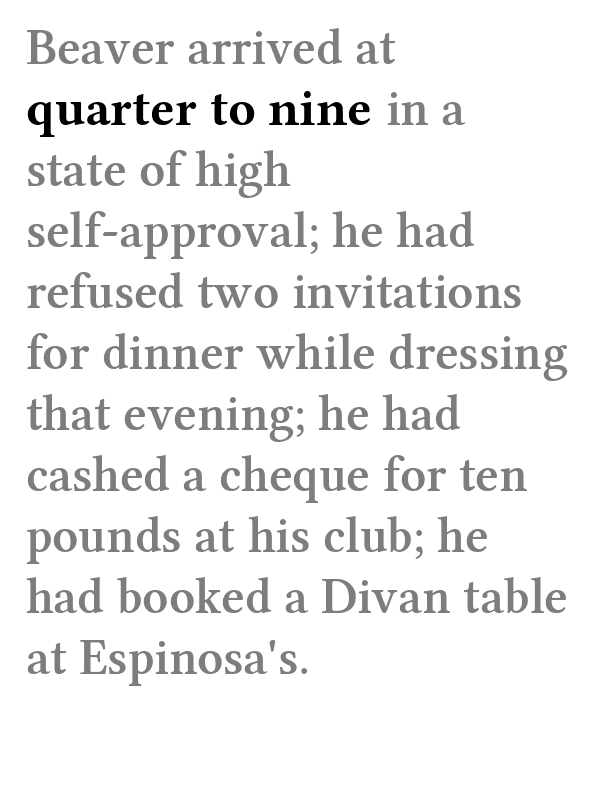 Beaver arrived at
quarter to nine in a
state of high
self-approval; he had
refused two invitations
for dinner while dressing
that evening; he had
cashed a cheque for ten
pounds at his club; he
had booked a Divan table
at Espinosa's.